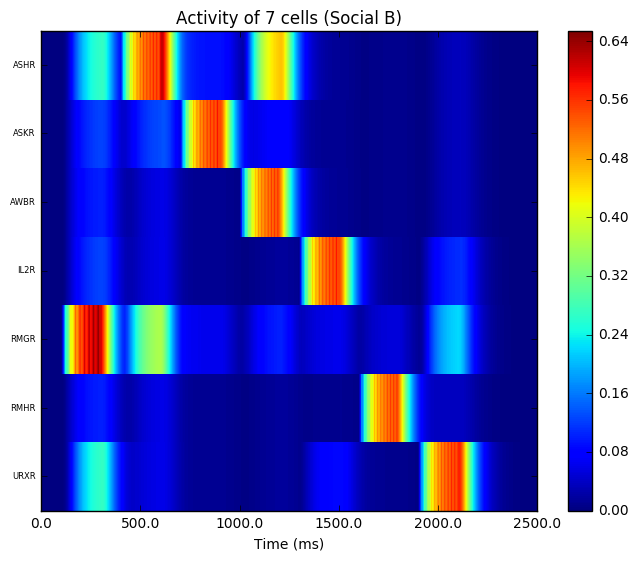 Activity of 7 cells (Social B)
ASHR
ASKR
AWBR
IL2R
RMGR
RMHR
URXR
0.0 500.0 1000.0 1500.0 2000.0 2500.0
Time (ms)
0.64
0.56
0.48
0.40
0.32
0.24
0.16
0.08
0.00